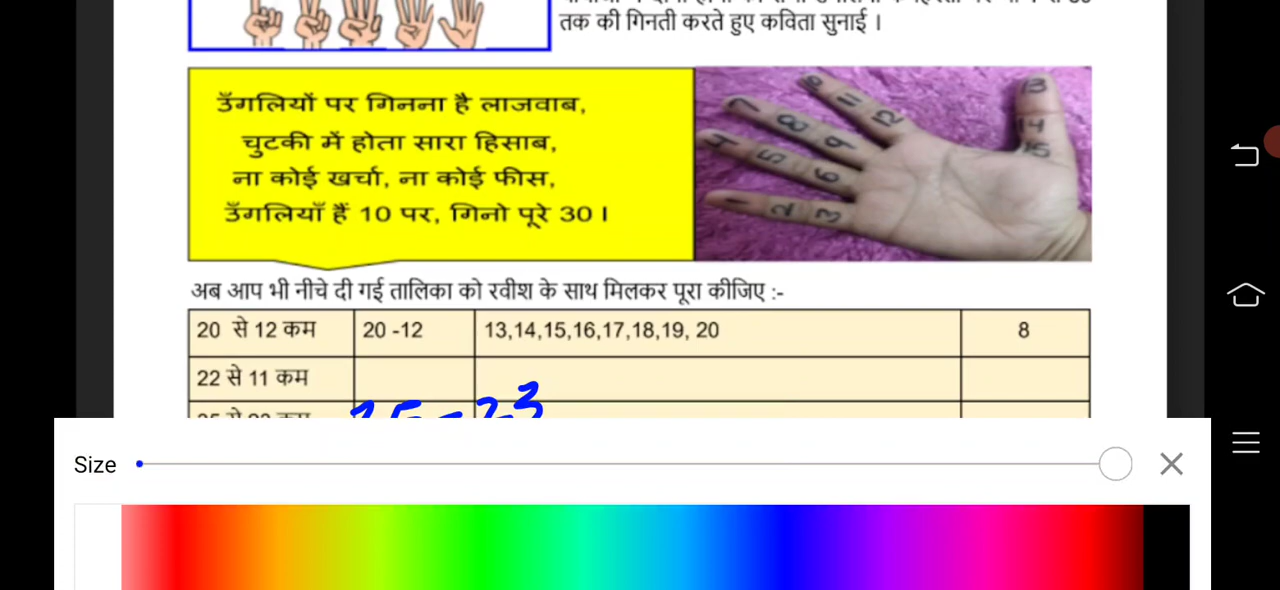 तक की गिनती करते हुए कविता सुनाई ।
उँगलियों पर गिनना है लाजवाब,
चुटकी में होता सारा हिसाब,
ना कोई खर्चा, ना कोई फीस,
उँगलियाँ हैं 10 पर, गिनो पूरे 30 ।
1 2 3
4 5 6
7 8 9
10 11 12
13 14 15
अब आप भी नीचे दी गई तालिका को रवीश के साथ मिलकर पूरा कीजिए :-
20 से 12 कम 20 -12 13,14,15,16,17,18,19, 20 8
22 से 11 कम
Size